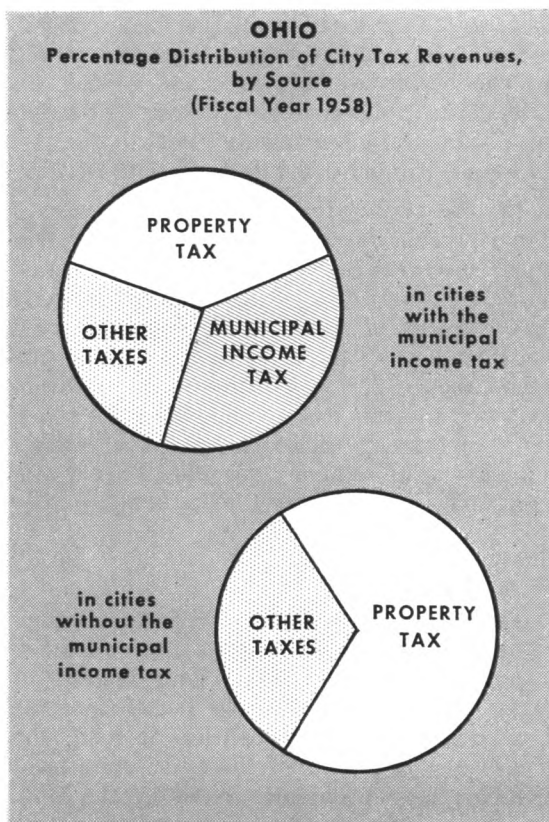 OHIO
Percentage Distribution of City Tax Revenues,
by Source
(Fiscal Year 1958)
PROPERTY
TAX
OTHER
TAXES
MUNICIPAL
INCOME
TAX
in cities
with the
municipal
income tax
in cities
without the
municipal
income tax
OTHER
TAXES
PROPERTY
TAX